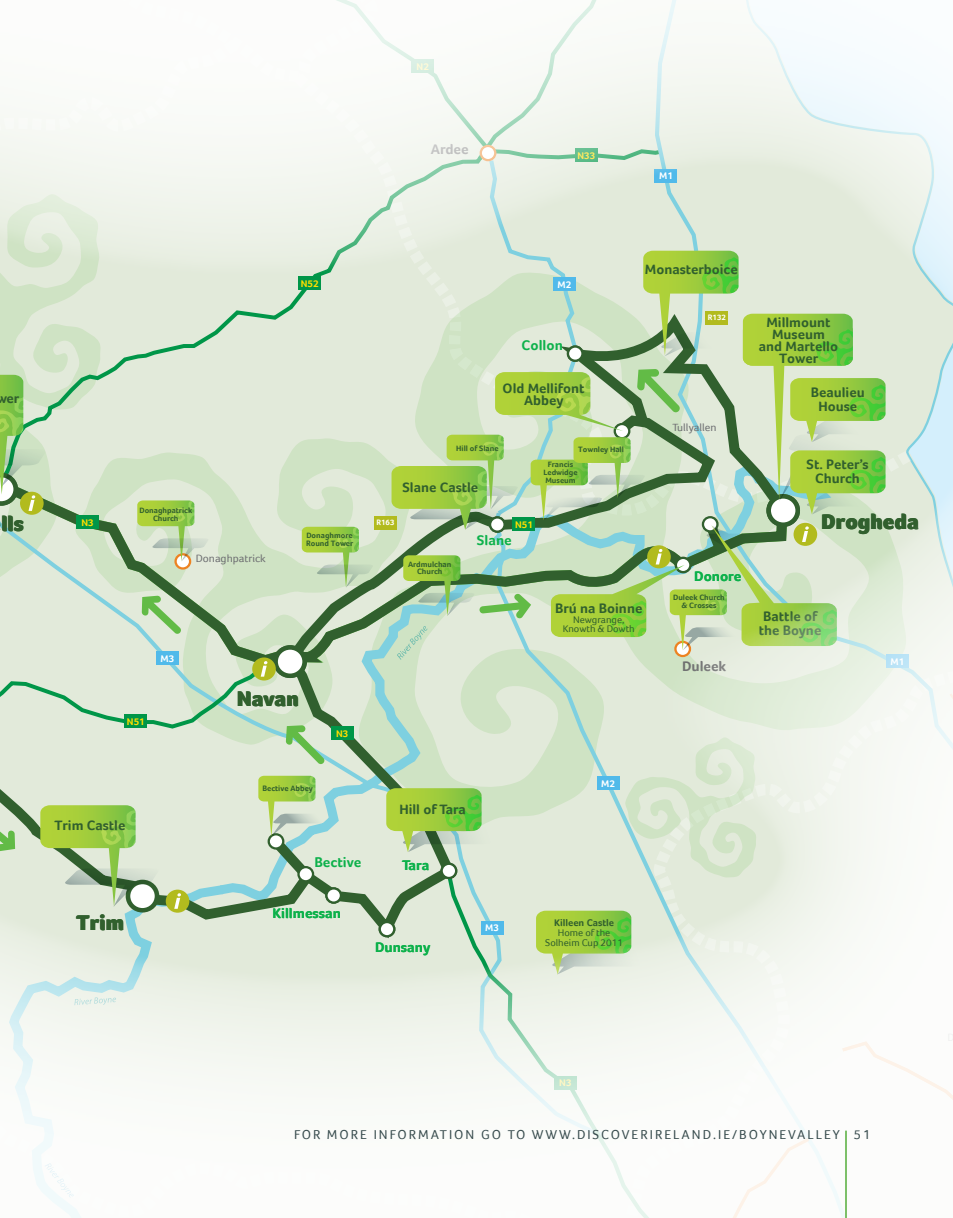 N2
Ardee
N33
M1
N52
Monasterboice
M2
R132
Millmount
Museum
and Martello
Tower
Collon
Old Mellifont
Abbey
Beaulieu
House
wer
Tullyallen
Hill of Slane
Townley Hall
Francis
Ledwidge
Museum
St. Peter's
Church
Slane Castle
i
lls
N3
Donaghpatrick
Church
Donaghpatrick
R163
Donaghmore
Round Tower
N51
Slane
Drogheda
i
Ardmulchan
Church
i
Donore
Brú na Boinne
Newgrange,
Knowth & Dowth
Duleek Church
& Crosses
Battle of
the Boyne
River Boyne
M3
M1
i
Navan
Duleek
N51
N3
M2
Bective Abbey
Hill of Tara
Trim Castle
Bective
Tara
i
Trim
Killmessan
Dunsany
M3
Killeen Castle
Home of the
Solheim Cup 2011
River Boyne
N3
FOR MORE INFORMATION GO TO WWW.DISCOVERIRELAND.IE/BOYNEVALLEY 51
River Boyne